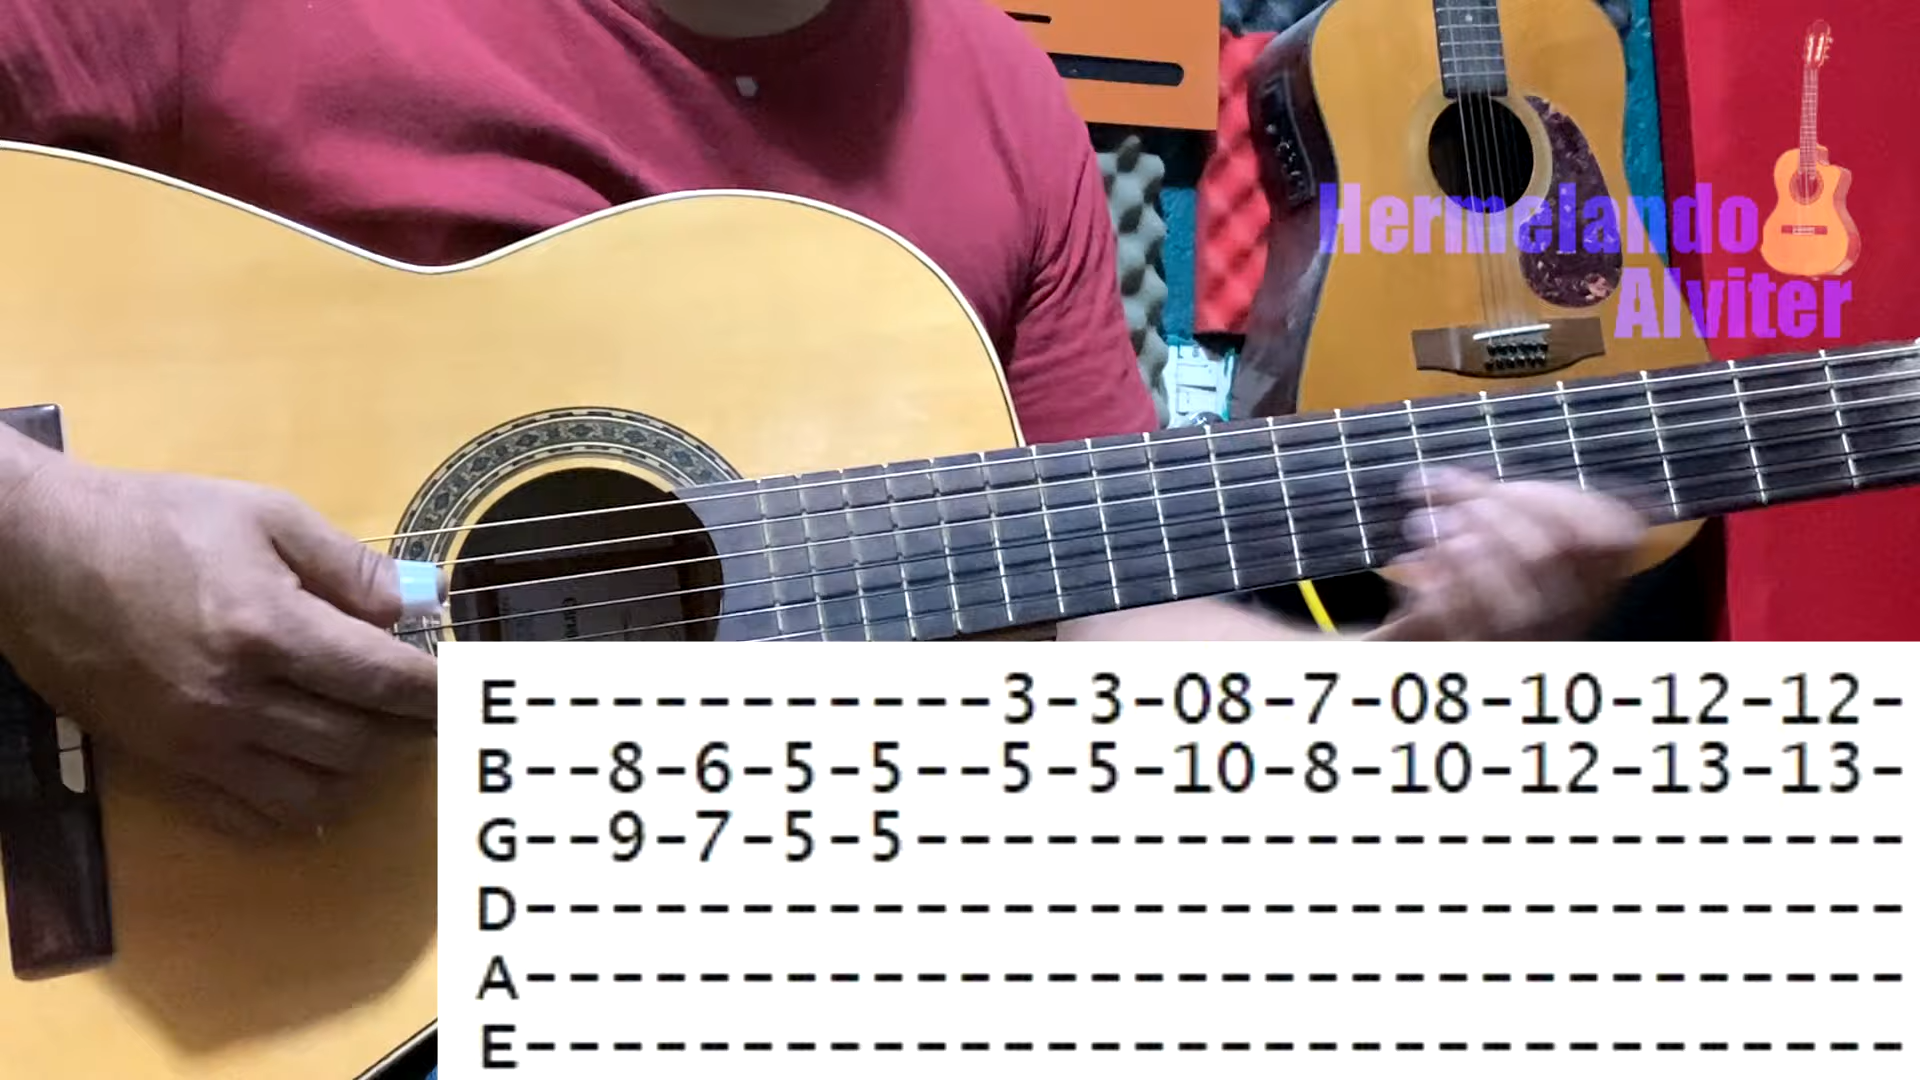 Hermelando
Alviter
E-----------3-3-08-7-08-10-12-12-
B--8-6-5-5--5-5-10-8-10-12-13-13-
G--9-7-5-5-----------------------
D--------------------------------
A--------------------------------
E--------------------------------